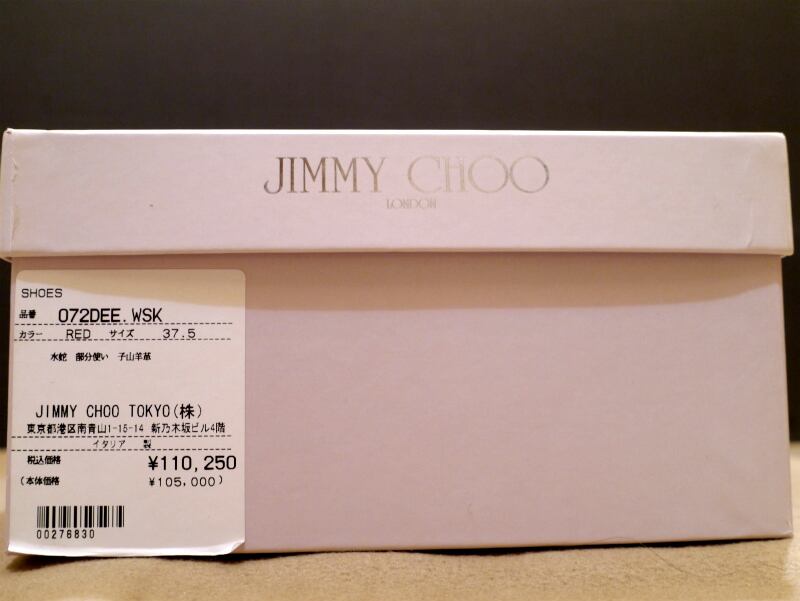 JIMMY CHOO
LONDON
SHOES
品番 072DEE.WSK
カラー RED サイズ 37.5
水蛇 部分使い 子山羊革
JIMMY CHOO TOKYO(株)
東京都港区南青山1-15-14 新乃木坂ビル4階
イタリア 製
税込価格 ¥110,250
(本体価格 ¥105,000)
00276830